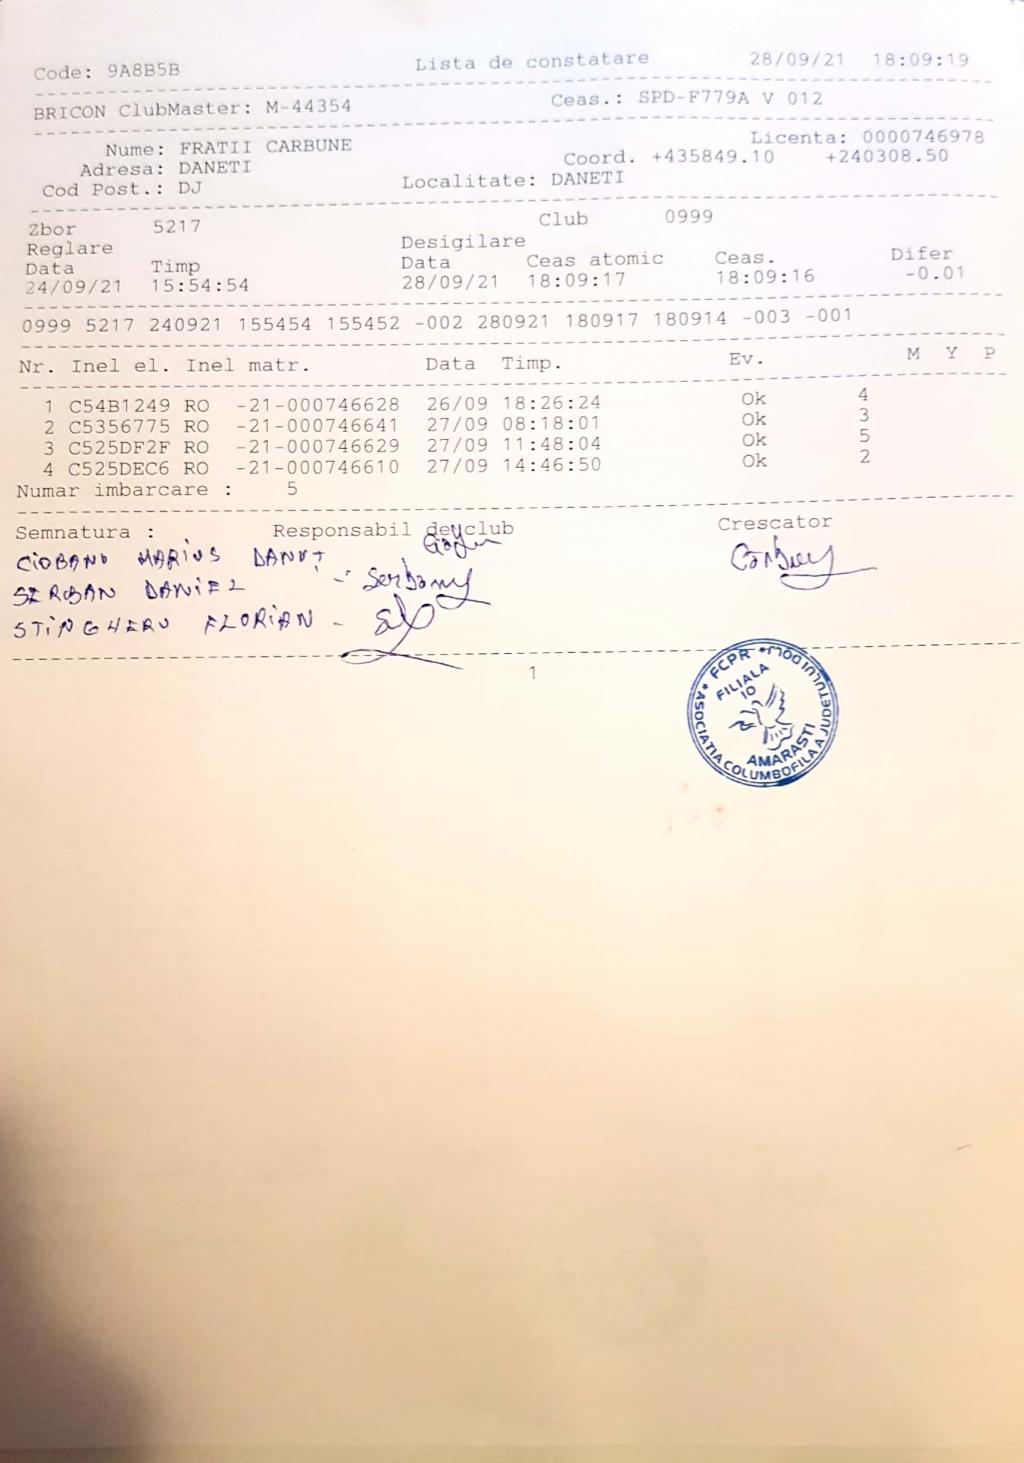 Code: 9A8B5B Lista de constatare 28/09/21 18:09:19
BRICON ClubMaster: M-44354 Ceas.: SPD-F779A V 012
Nume: FRATII CARBUNE Licenta: 0000746978
Adresa: DANETI Coord. +435849.10 +240308.50
Cod Post.: DJ Localitate: DANETI
Zbor 5217 Club 0999
Reglare Desigilare
Data Timp Data Ceas atomic Ceas. Difer
24/09/21 15:54:54 28/09/21 18:09:17 18:09:16 -0.01
0999 5217 240921 155454 155452 -002 280921 180917 180914 -003 -001
Nr. Inel el. Inel matr. Data Timp. Ev. M Y P
1 C54B1249 RO -21-000746628 26/09 18:26:24 Ok 4
2 C5356775 RO -21-000746641 27/09 08:18:01 Ok 3
3 C525DF2F RO -21-000746629 27/09 11:48:04 Ok 5
4 C525DEC6 RO -21-000746610 27/09 14:46:50 Ok 2
Numar imbarcare : 5
Semnatura : Responsabil de club Crescator
CIOBANU MARIUS DANUT
SERBAN DANIEL -
STINGHERU FLORIAN -
1
FCPR * ASOCIATIA COLUMBOFILA A JUDETULUI DOLJ *
FILIALA
10
AMARASTI